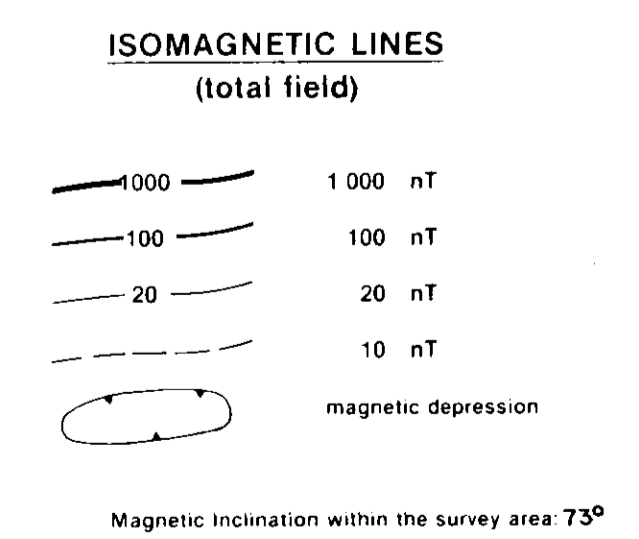 ISOMAGNETIC LINES
(total field)
1000 1 000 nT
100 100 nT
20 20 nT
10 nT
magnetic depression
Magnetic Inclination within the survey area: 73°